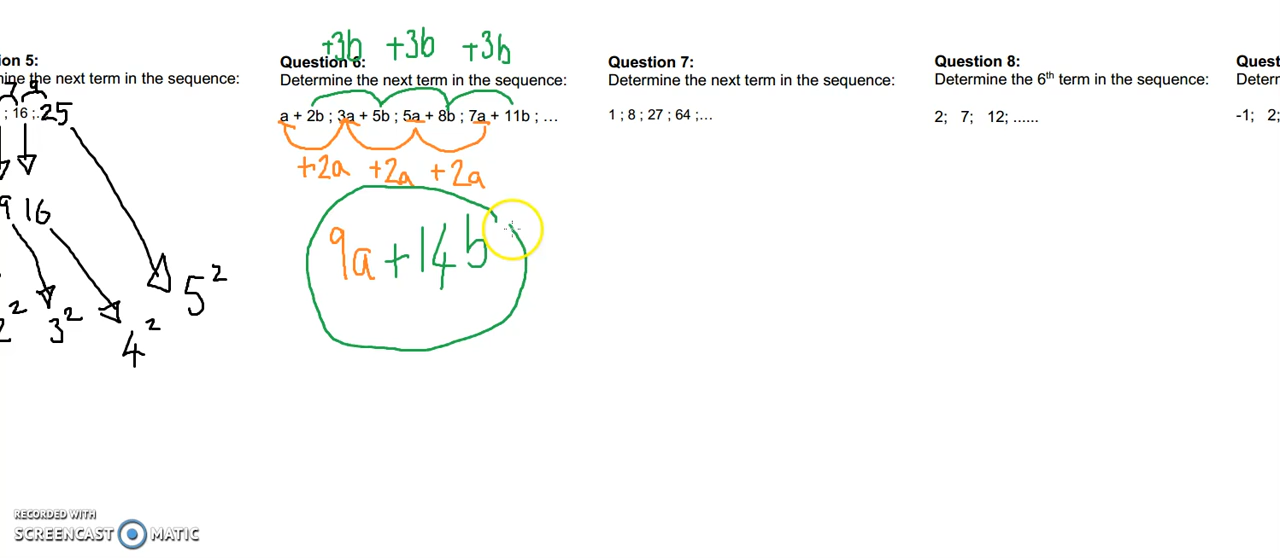 ion 5:
nine the next term in the sequence:
7 9
; 16 ;.25
9 16
2² 3² 4² 5²
+3b +3b +3b
Question 6:
Determine the next term in the sequence:
a + 2b ; 3a + 5b ; 5a + 8b ; 7a + 11b ; …
+2a +2a +2a
9a+14b
Question 7:
Determine the next term in the sequence:
1 ; 8 ; 27 ; 64 ;…
Question 8:
Determine the 6th term in the sequence:
2; 7; 12; ......
Quest
Deter
-1; 2;
RECORDED WITH
SCREENCAST MATIC